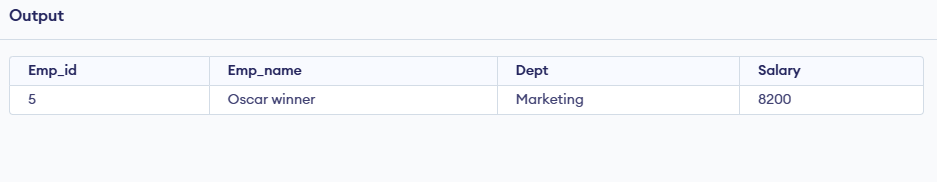 Output
Emp_id Emp_name Dept Salary
5 Oscar winner Marketing 8200